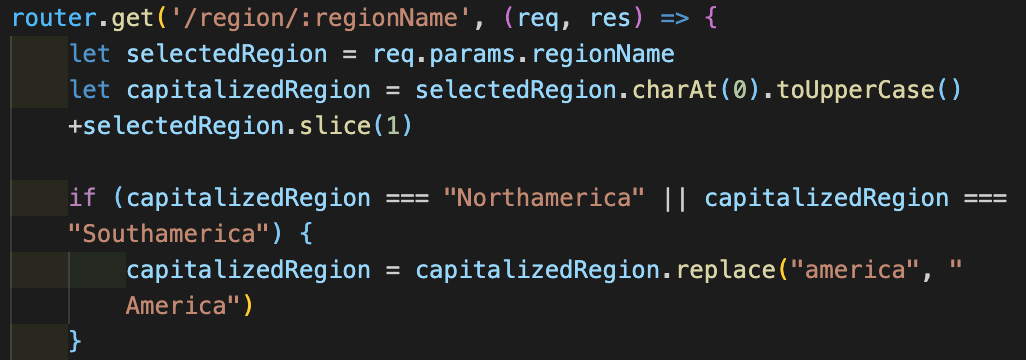 router.get('/region/:regionName', (req, res) => {
    let selectedRegion = req.params.regionName
    let capitalizedRegion = selectedRegion.charAt(0).toUpperCase()
    +selectedRegion.slice(1)

    if (capitalizedRegion === "Northamerica" || capitalizedRegion ===
    "Southamerica") {
        capitalizedRegion = capitalizedRegion.replace("america", "
        America")
    }